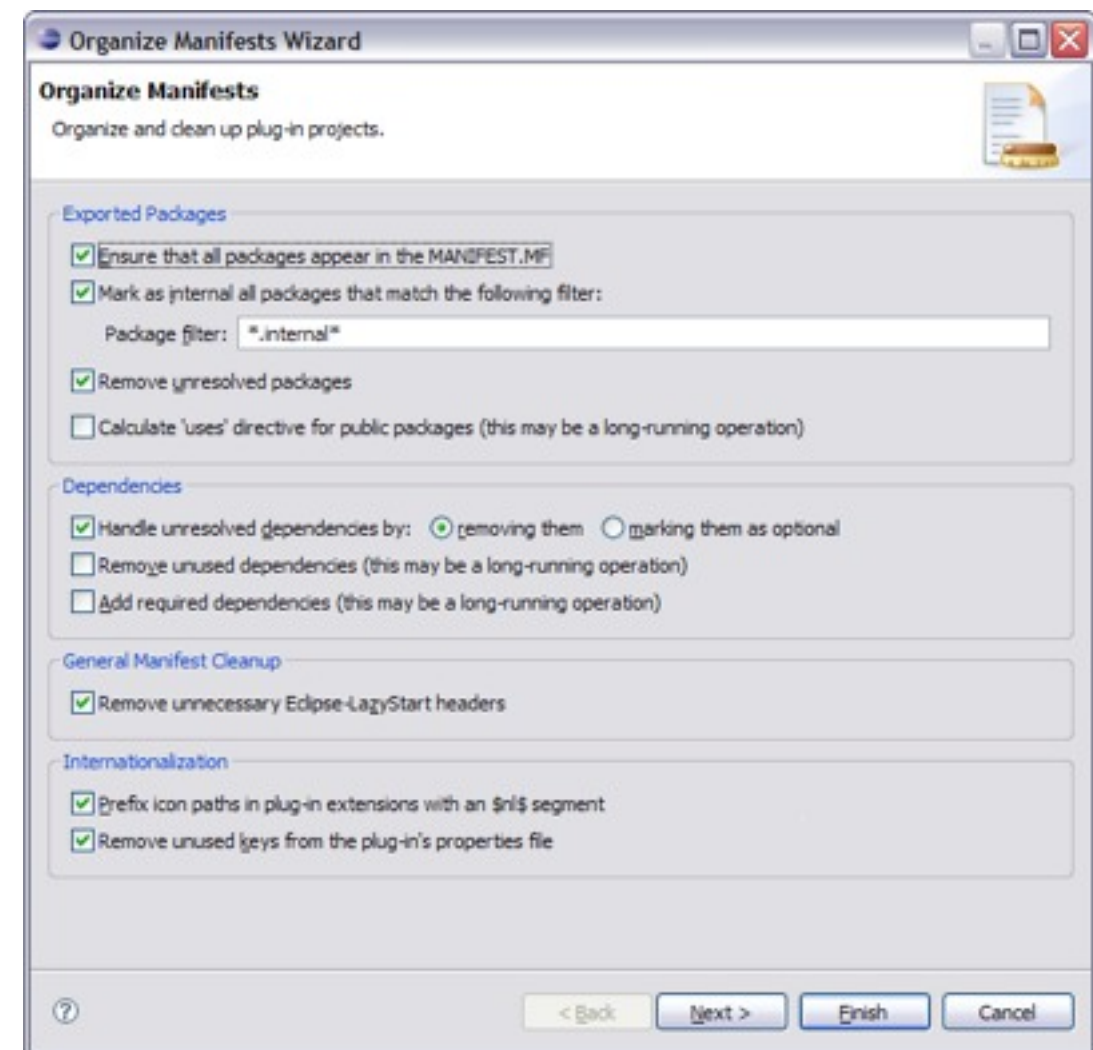 Organize Manifests Wizard
Organize Manifests
Organize and clean up plug-in projects.
Exported Packages
Ensure that all packages appear in the MANIFEST.MF
Mark as internal all packages that match the following filter:
Package filter: *.internal*
Remove unresolved packages
Calculate 'uses' directive for public packages (this may be a long-running operation)
Dependencies
Handle unresolved dependencies by: removing them marking them as optional
Remove unused dependencies (this may be a long-running operation)
Add required dependencies (this may be a long-running operation)
General Manifest Cleanup
Remove unnecessary Eclipse-LazyStart headers
Internationalization
Prefix icon paths in plug-in extensions with an $nl$ segment
Remove unused keys from the plug-in's properties file
? < Back Next > Finish Cancel